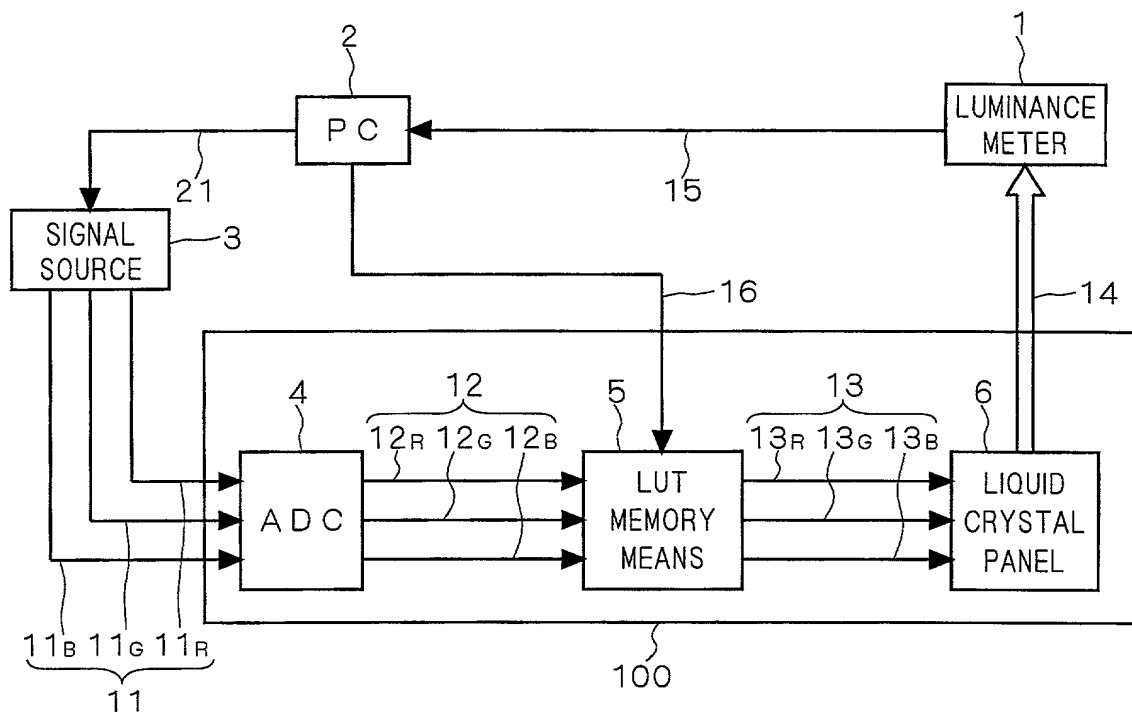 2
1
PC
LUMINANCE
METER
21
15
SIGNAL
SOURCE
3
16
14
4
12
12R 12G 12B
5
13
13R 13G 13B
6
ADC
LUT
MEMORY
MEANS
LIQUID
CRYSTAL
PANEL
11B 11G 11R
11
100